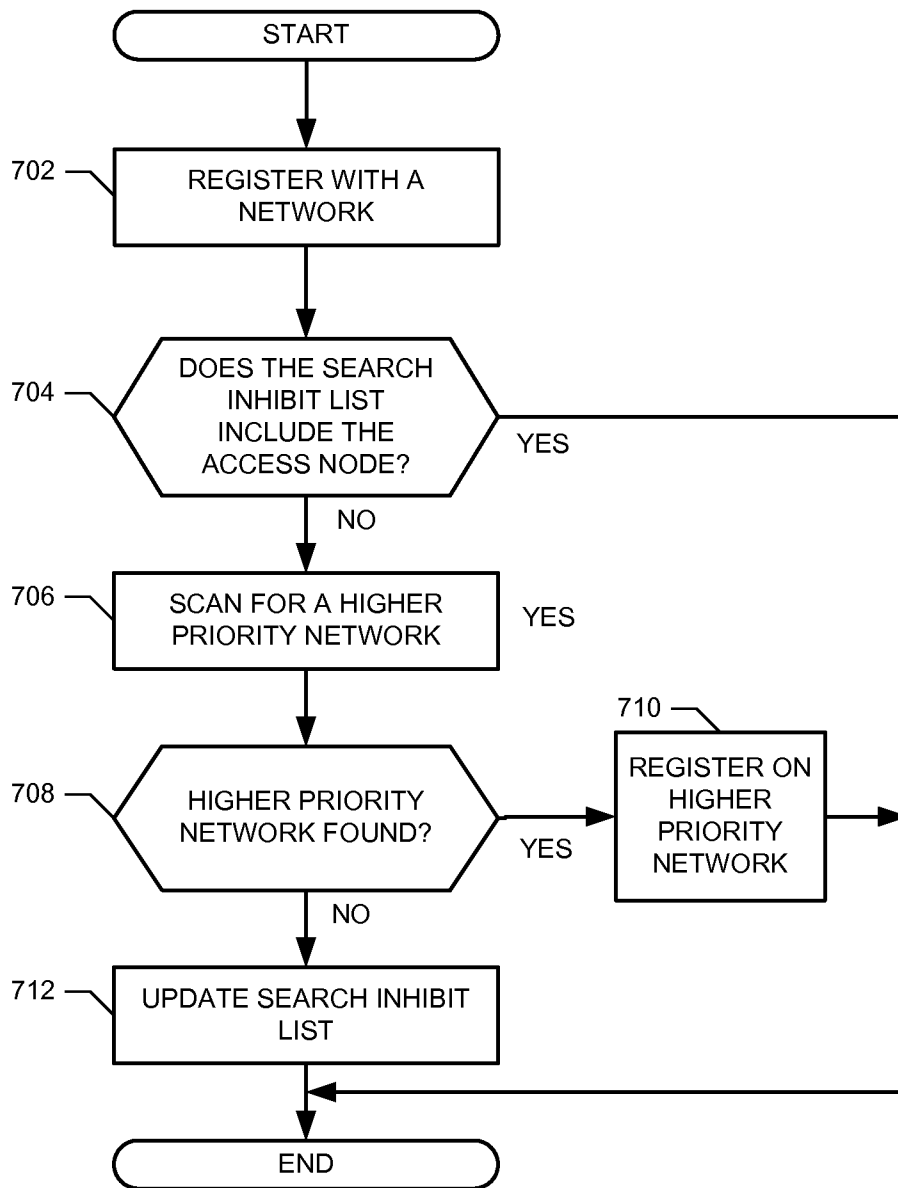 START
702
REGISTER WITH A
NETWORK
704
DOES THE SEARCH
INHIBIT LIST
INCLUDE THE
ACCESS NODE?
YES
NO
706
SCAN FOR A HIGHER
PRIORITY NETWORK
YES
708
HIGHER PRIORITY
NETWORK FOUND?
YES
710
REGISTER ON
HIGHER
PRIORITY
NETWORK
NO
712
UPDATE SEARCH INHIBIT
LIST
END